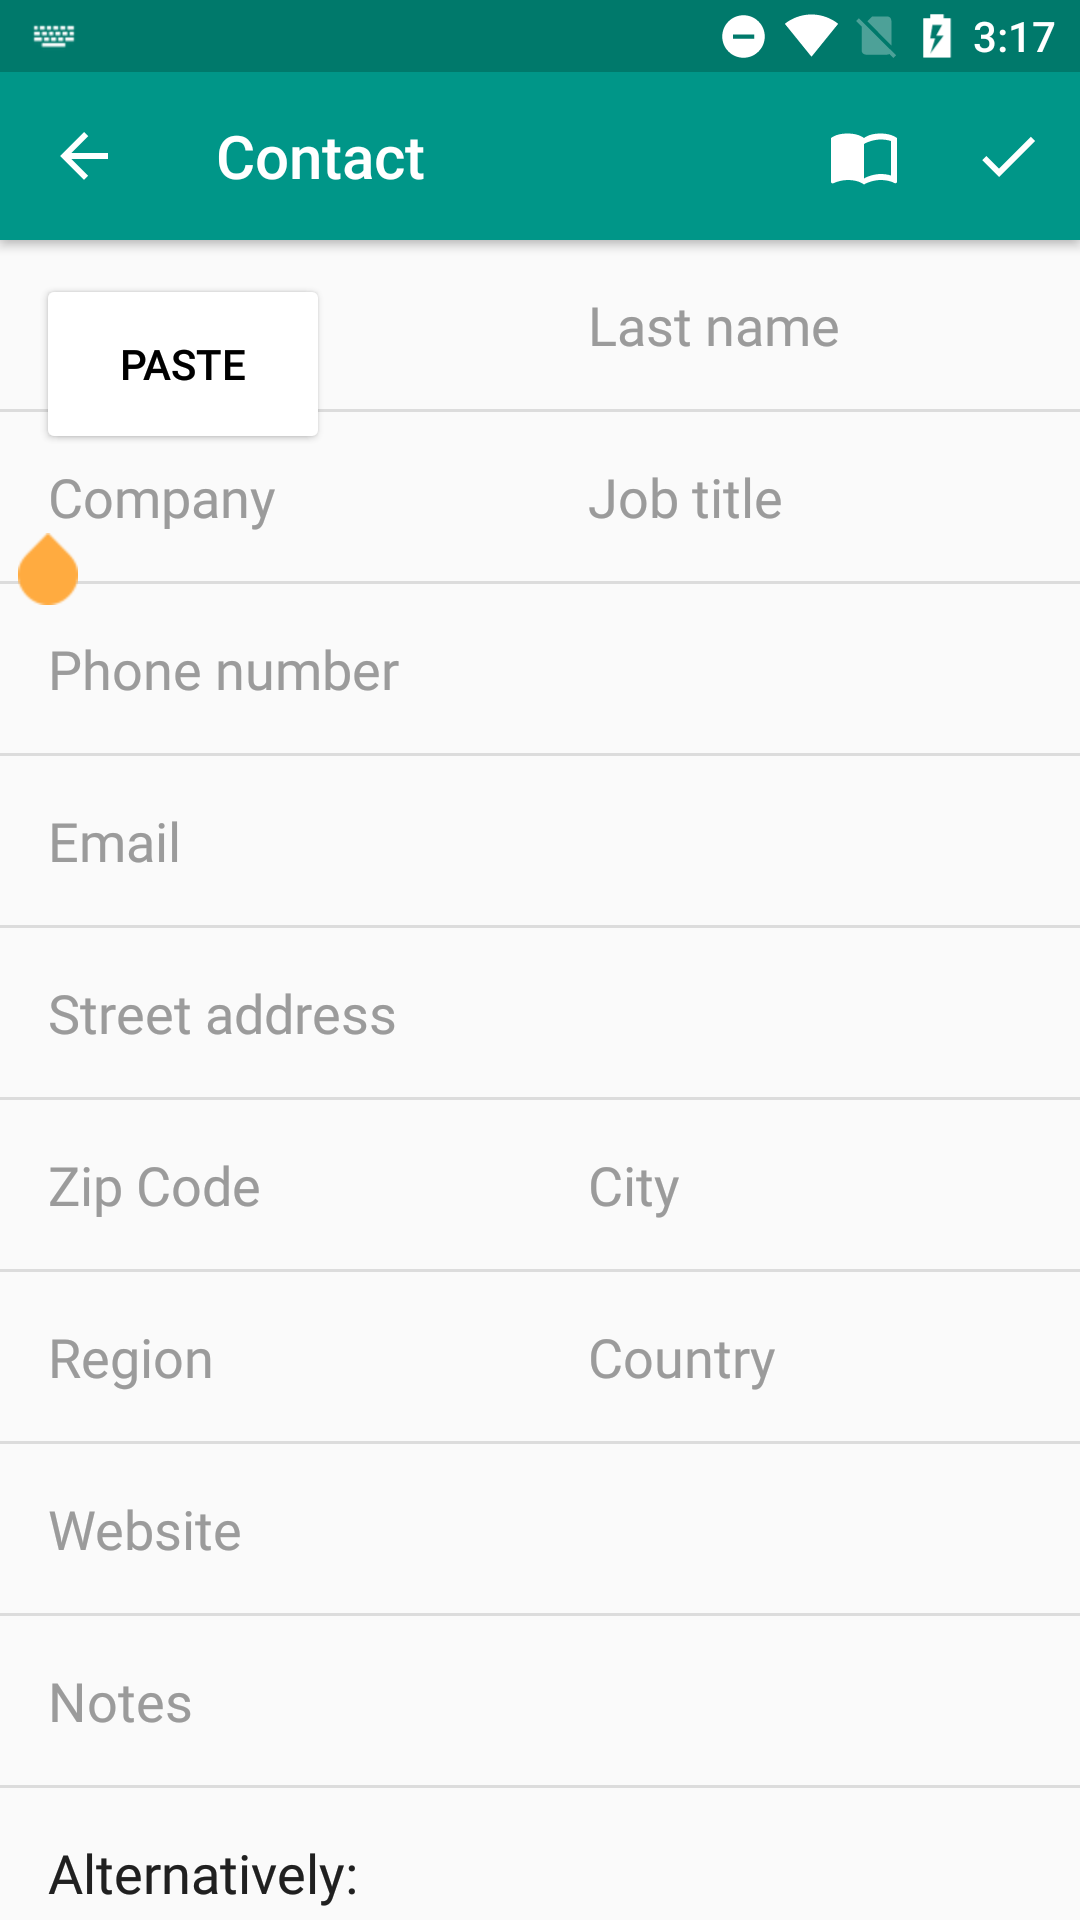 3:17
Contact
PASTE
Last name
Company Job title
Phone number
Email
Street address
Zip Code City
Region Country
Website
Notes
Alternatively: